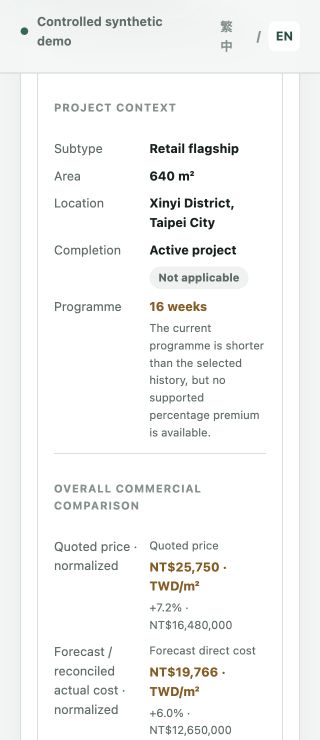 Controlled synthetic
demo
繁
中
/ EN
PROJECT CONTEXT
Subtype Retail flagship
Area 640 m²
Location Xinyi District,
Taipei City
Completion Active project
Not applicable
Programme 16 weeks
The current
programme is shorter
than the selected
history, but no
supported
percentage premium
is available.
OVERALL COMMERCIAL
COMPARISON
Quoted price · Quoted price
normalized NT$25,750 ·
TWD/m²
+7.2% ·
NT$16,480,000
Forecast / Forecast direct cost
reconciled NT$19,766 ·
actual cost · TWD/m²
normalized +6.0% ·
NT$12,650,000